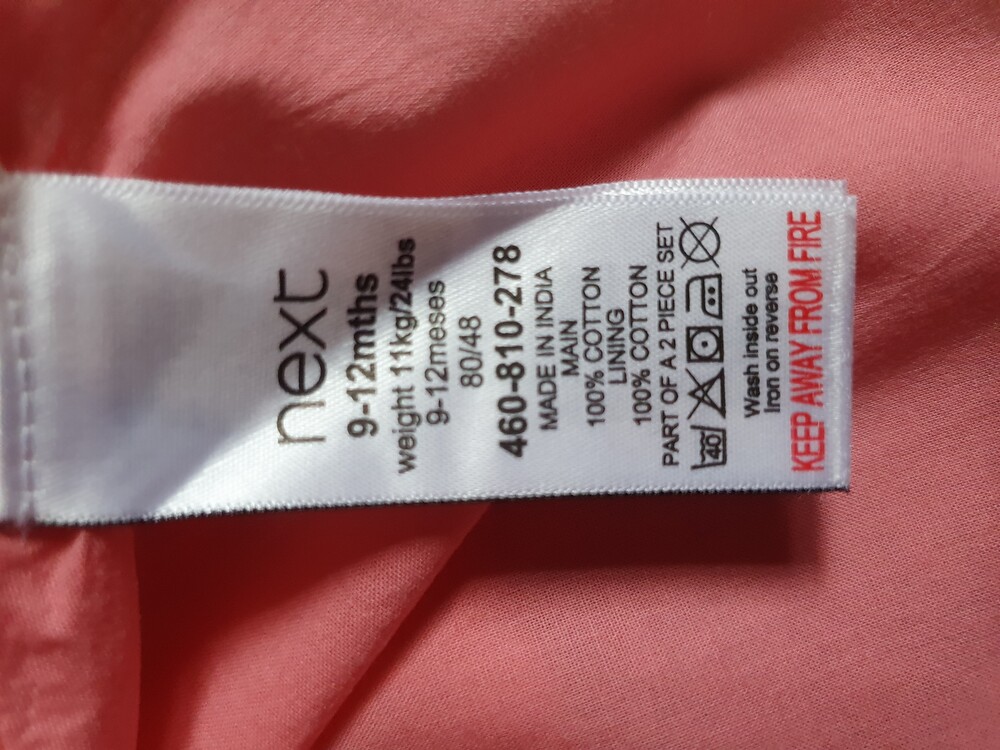 next
9-12mths
weight 11kg/24lbs
9-12meses
80/48
460-810-278
MADE IN INDIA
MAIN
100% COTTON
LINING
100% COTTON
PART OF A 2 PIECE SET
40
Wash inside out
Iron on reverse
KEEP AWAY FROM FIRE